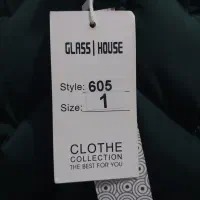 GLASS|HOUSE
Style: 605
Size: 1
CLOTHE
COLLECTION
THE BEST FOR YOU